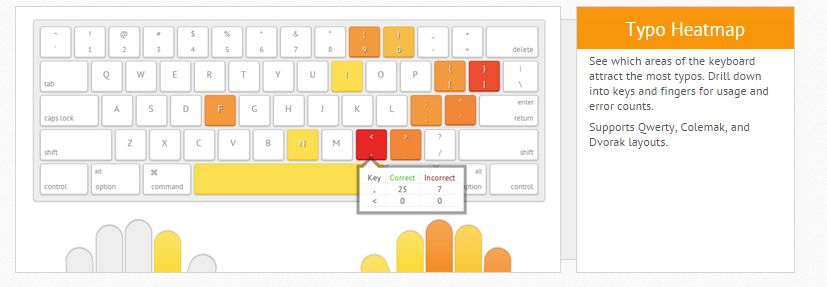 Typo Heatmap
See which areas of the keyboard
attract the most typos. Drill down
into keys and fingers for usage and
error counts.
Supports Qwerty, Colemak, and
Dvorak layouts.
~ ! @ # $ % ^ & * ( ) _ +
` 1 2 3 4 5 6 7 8 9 0 - = delete
tab Q W E R T Y U I O P { [ } ] | \
caps lock A S D F G H J K L : ; " ' enter return
shift Z X C V B N M < , > . ? / shift
control alt option ⌘ command alt option control
Key Correct Incorrect
, 25 7
< 0 0